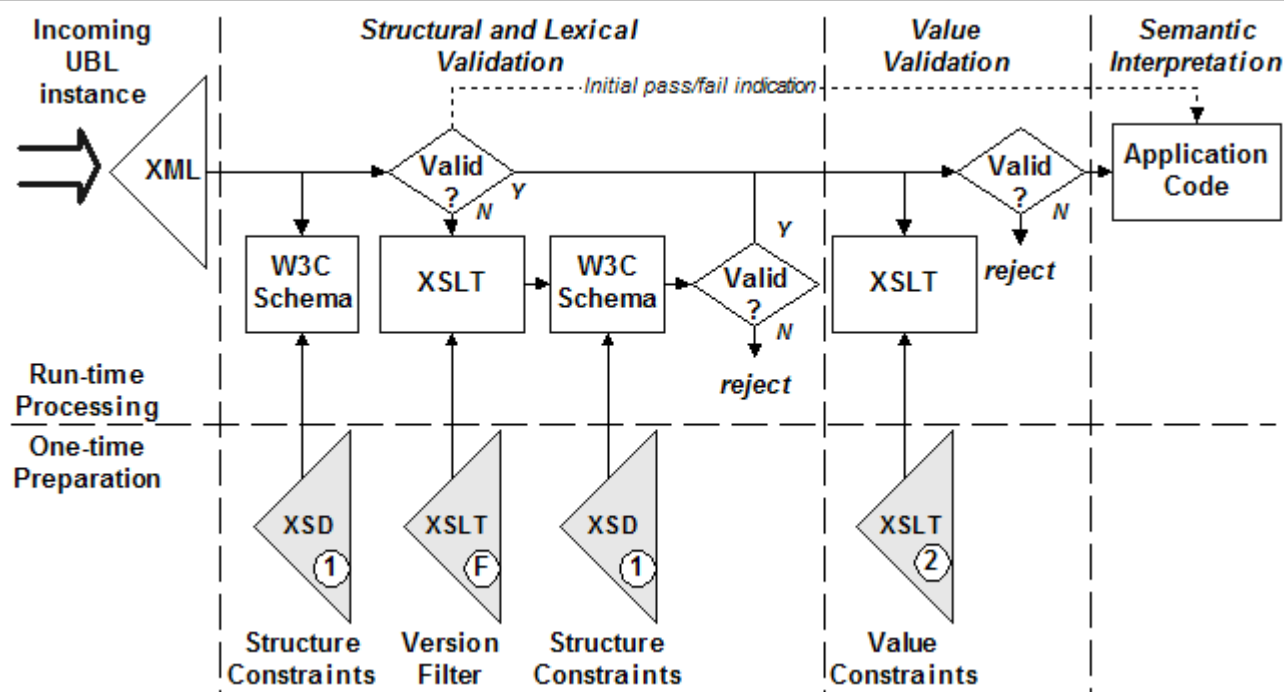 Incoming
UBL
instance
Structural and Lexical
Validation
Value
Validation
Semantic
Interpretation
Initial pass/fail indication
XML
Valid
?
Y
N
Valid
?
N
Application
Code
W3C
Schema
XSLT
W3C
Schema
Y
Valid
?
N
XSLT
reject
reject
Run-time
Processing
One-time
Preparation
XSD
1
XSLT
F
XSD
1
XSLT
2
Structure
Constraints
Version
Filter
Structure
Constraints
Value
Constraints